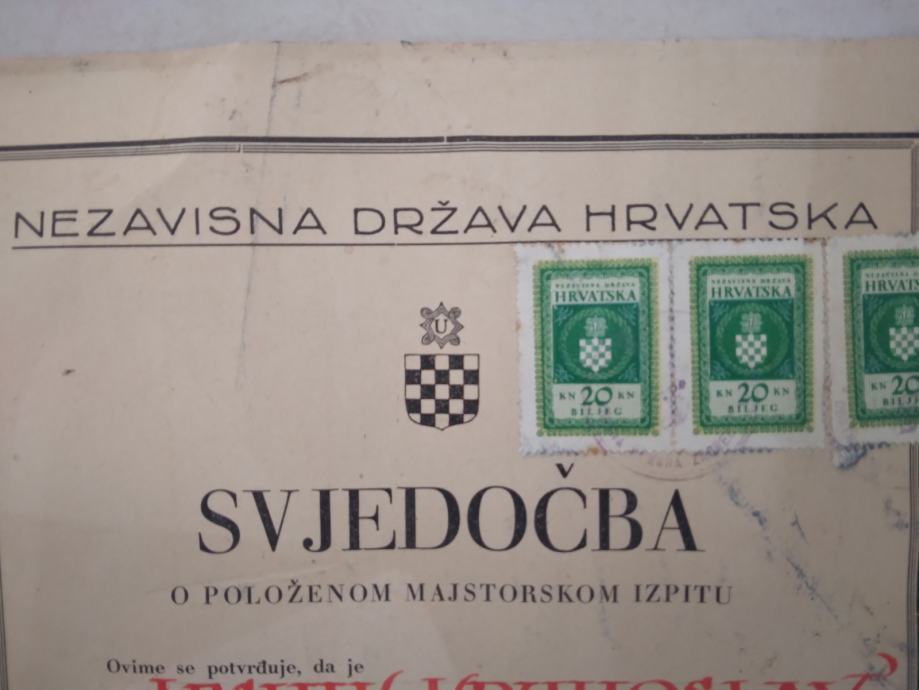 NEZAVISNA DRŽAVA HRVATSKA
NEZAVISNA DRŽAVA
HRVATSKA
KN 20 KN
BILJEG
NEZAVISNA DRŽAVA
HRVATSKA
KN 20 KN
BILJEG
HRVATSKA
KN 20
BILJEG
U
SVJEDOČBA
O POLOŽENOM MAJSTORSKOM IZPITU
Ovime se potvrđuje, da je